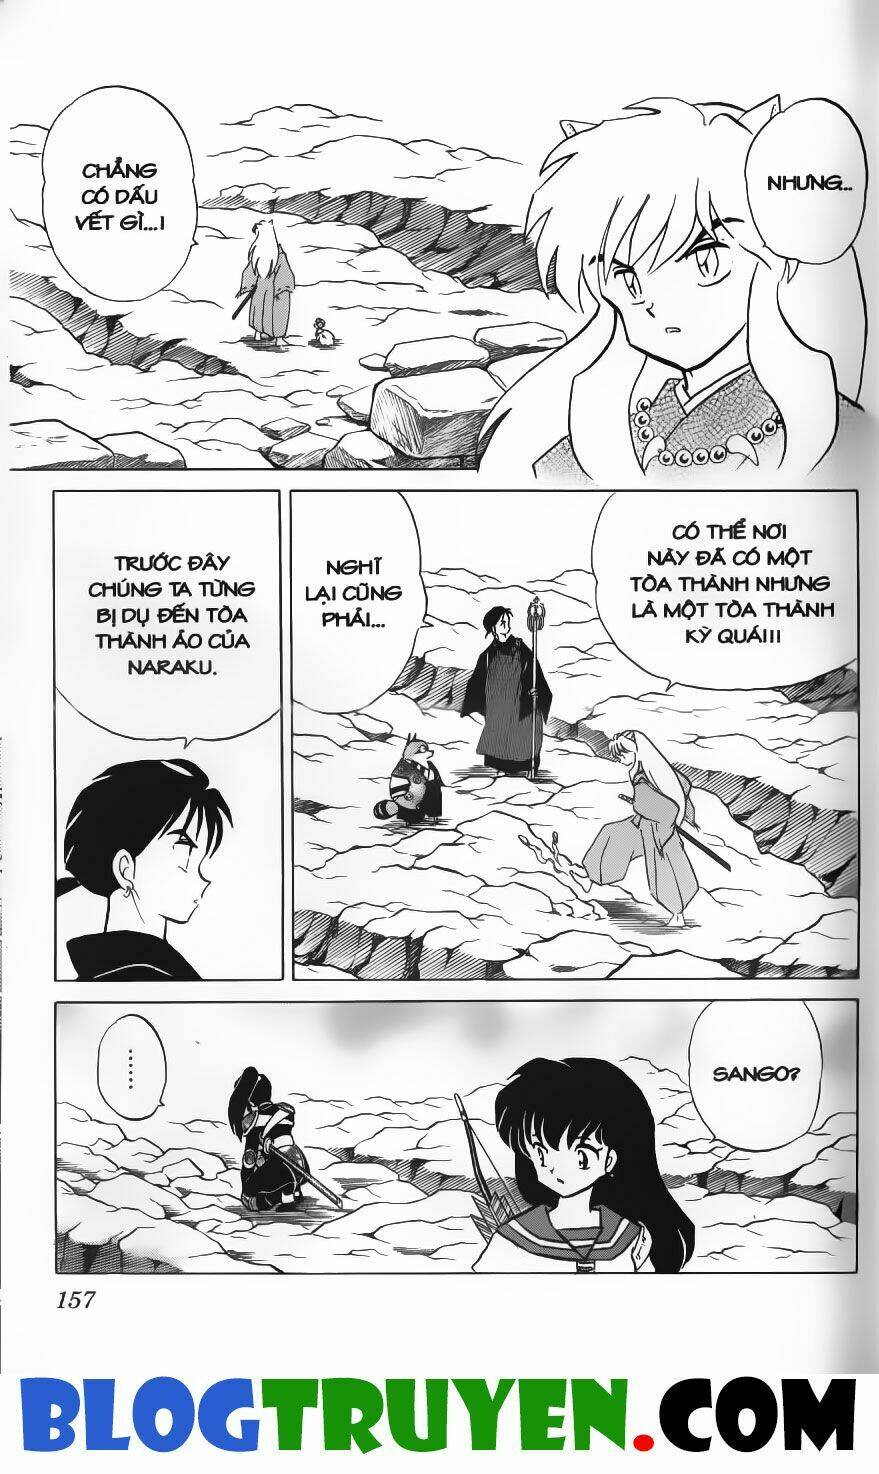 NHƯNG...
CHẲNG
CÓ DẤU
VẾT GÌ...!
CÓ THỂ NƠI
NÀY ĐÃ CÓ MỘT
TÒA THÀNH NHƯNG
LÀ MỘT TÒA THÀNH
KỲ QUÁI!!
NGHĨ
LẠI CŨNG
PHẢI...
TRƯỚC ĐÂY
CHÚNG TA TỪNG
BỊ DỤ ĐẾN TÒA
THÀNH ẢO CỦA
NARAKU.
SANGO?
........
157
BLOGTRUYEN.COM